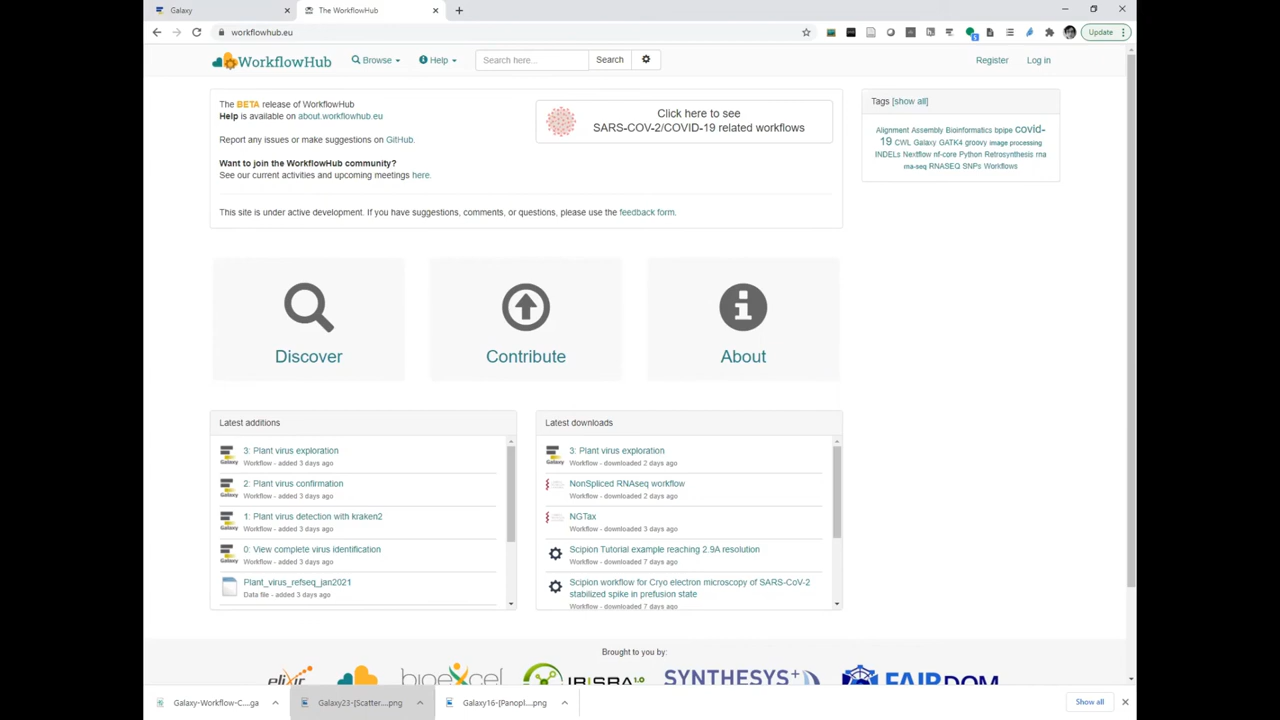 Galaxy
The WorkflowHub
workflowhub.eu
Update
WorkflowHub
Browse
Help
Search here...
Search
Register
Log in
The BETA release of WorkflowHub
Help is available on about.workflowhub.eu
Report any issues or make suggestions on GitHub.
Want to join the WorkflowHub community?
See our current activities and upcoming meetings here.
This site is under active development. If you have suggestions, comments, or questions, please use the feedback form.
Click here to see
SARS-COV-2/COVID-19 related workflows
Tags [show all]
Alignment Assembly Bioinformatics bpipe covid-
19 CWL Galaxy GATK4 groovy image processing
INDELs Nextflow nf-core Python Retrosynthesis rna
rna-seq RNASEQ SNPs Workflows
Discover
Contribute
About
Latest additions
3: Plant virus exploration
Workflow - added 3 days ago
2: Plant virus confirmation
Workflow - added 3 days ago
1: Plant virus detection with kraken2
Workflow - added 3 days ago
0: View complete virus identification
Workflow - added 3 days ago
Plant_virus_refseq_jan2021
Data file - added 3 days ago
Latest downloads
3: Plant virus exploration
Workflow - downloaded 2 days ago
NonSpliced RNAseq workflow
Workflow - downloaded 2 days ago
NGTax
Workflow - downloaded 3 days ago
Scipion Tutorial example reaching 2.9A resolution
Workflow - downloaded 7 days ago
Scipion workflow for Cryo electron microscopy of SARS-CoV-2
stabilized spike in prefusion state
Workflow - downloaded 7 days ago
Galaxy
Galaxy
Galaxy
Galaxy
Galaxy
Brought to you by:
elixir
bioexcel
IBISBA 1.0
SYNTHESYS+
FAIRDOM
Galaxy-Workflow-C....ga
Galaxy23-[Scatter....png
Galaxy16-[Panopl....png
Show all